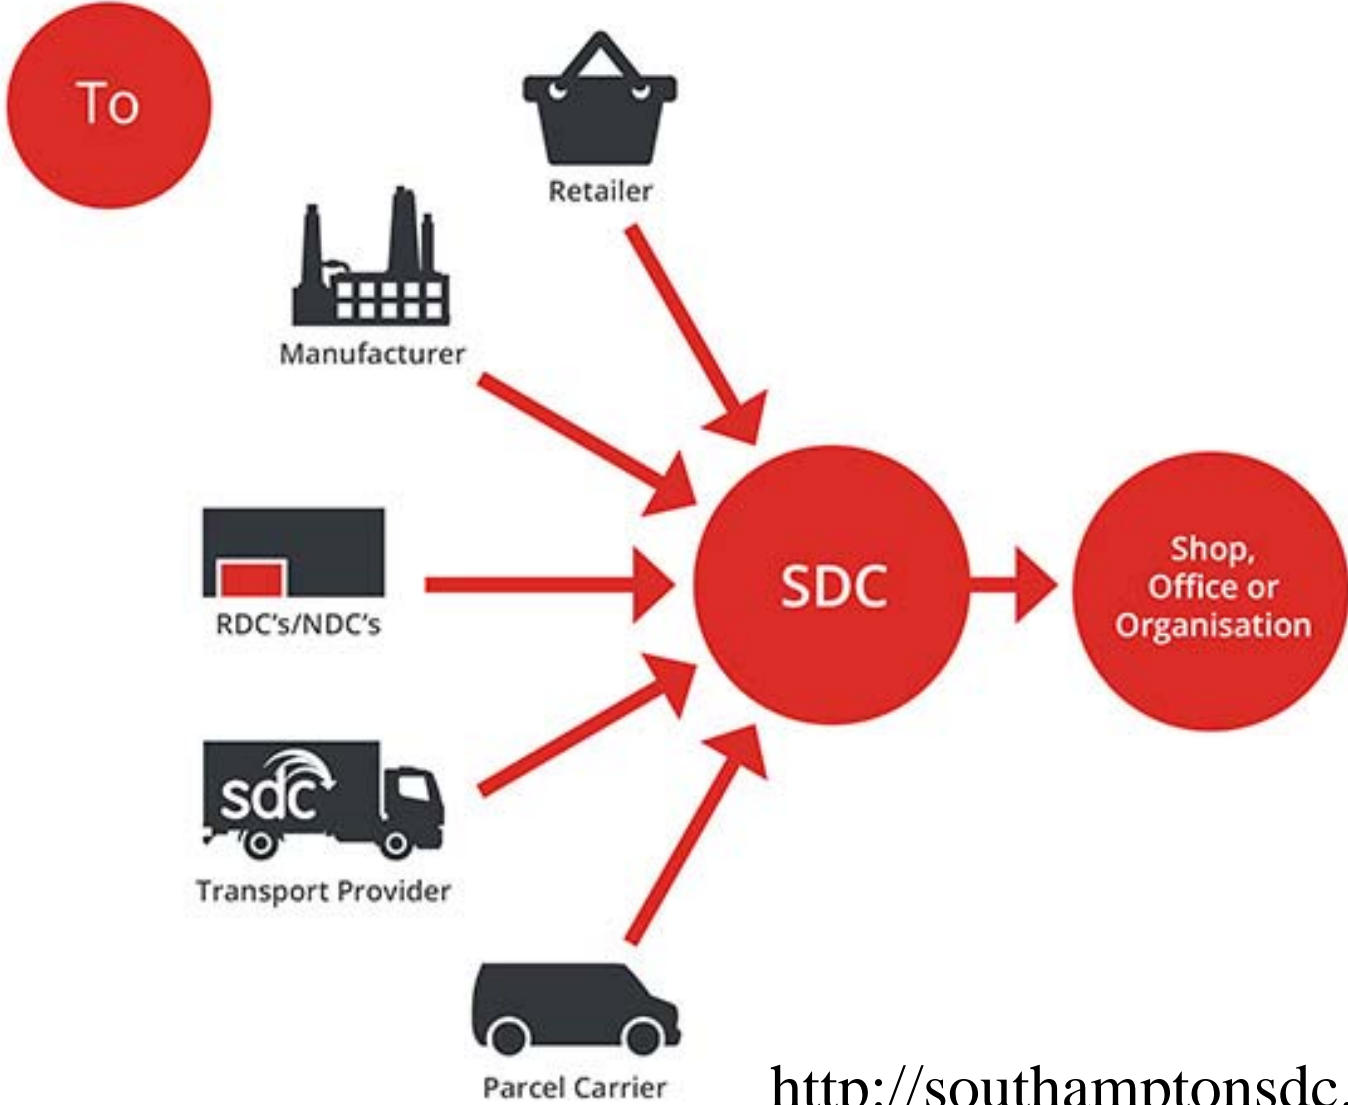 To
Retailer
Manufacturer
SDC
Shop,
Office or
Organisation
RDC's/NDC's
sdc
Transport Provider
Parcel Carrier
http://southamptonsdc.